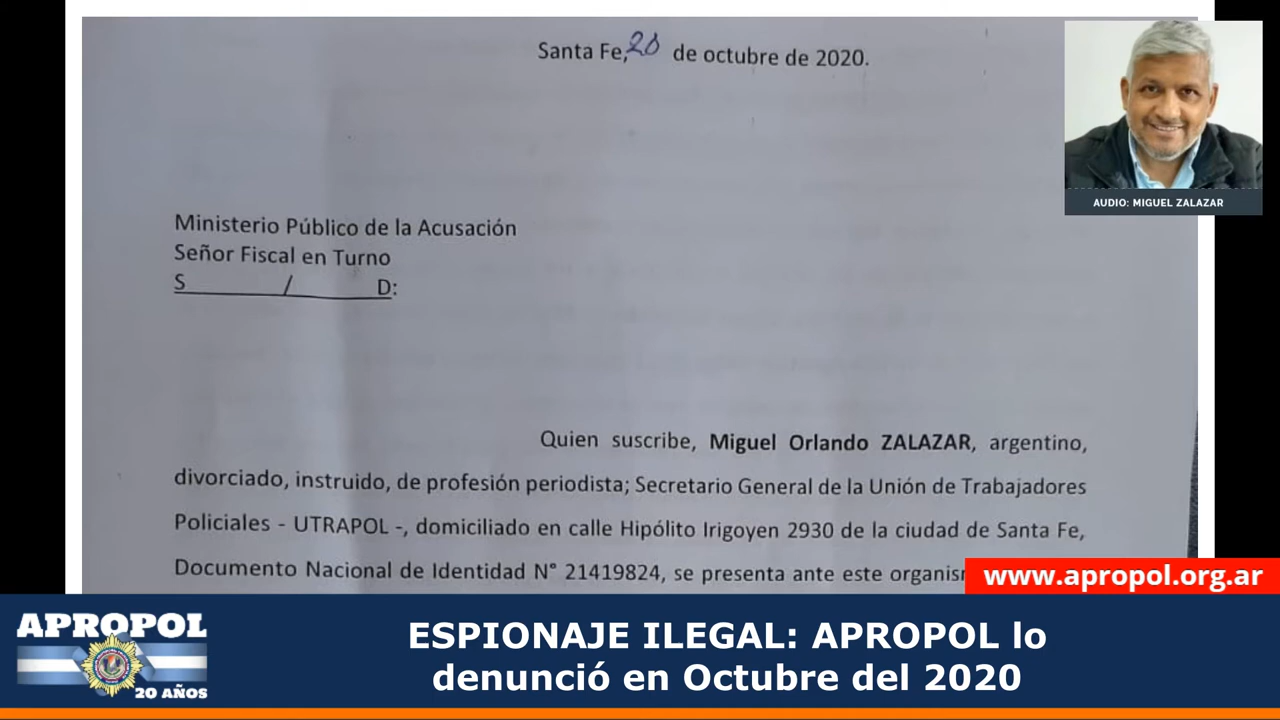 Santa Fe, 20 de octubre de 2020.
AUDIO: MIGUEL ZALAZAR
Ministerio Público de la Acusación
Señor Fiscal en Turno
S / D:
Quien suscribe, Miguel Orlando ZALAZAR, argentino,
divorciado, instruido, de profesión periodista; Secretario General de la Unión de Trabajadores
Policiales - UTRAPOL -, domiciliado en calle Hipólito Irigoyen 2930 de la ciudad de Santa Fe,
Documento Nacional de Identidad N° 21419824, se presenta ante este organism
www.apropol.org.ar
APROPOL
20 AÑOS
ESPIONAJE ILEGAL: APROPOL lo
denunció en Octubre del 2020